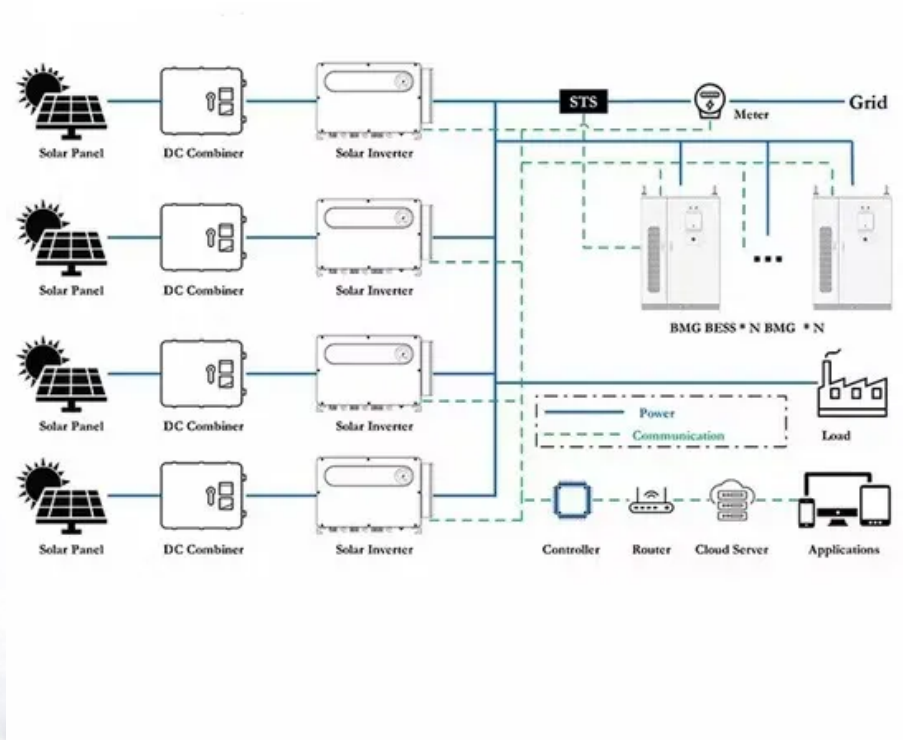 STS
Grid
Meter
Solar Panel DC Combiner Solar Inverter
Solar Panel DC Combiner Solar Inverter
BMG BESS * N BMG * N
Solar Panel DC Combiner Solar Inverter
Power
Communication
Load
Solar Panel DC Combiner Solar Inverter
Controller Router Cloud Server Applications